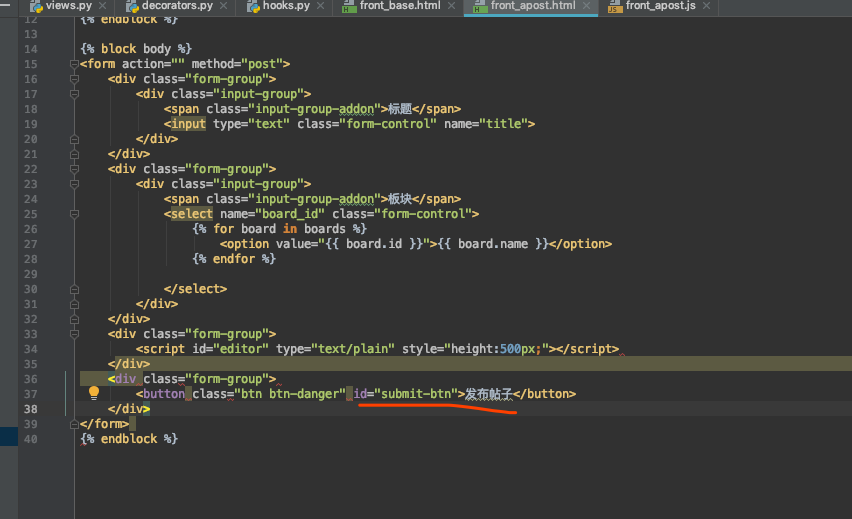 views.py decorators.py hooks.py front_base.html front_apost.html front_apost.js
12 {% endblock %}
13
14 {% block body %}
15 <form action="" method="post">
16 <div class="form-group">
17 <div class="input-group">
18 <span class="input-group-addon">标题</span>
19 <input type="text" class="form-control" name="title">
20 </div>
21 </div>
22 <div class="form-group">
23 <div class="input-group">
24 <span class="input-group-addon">板块</span>
25 <select name="board_id" class="form-control">
26 {% for board in boards %}
27 <option value="{{ board.id }}">{{ board.name }}</option>
28 {% endfor %}
29
30 </select>
31 </div>
32 </div>
33 <div class="form-group">
34 <script id="editor" type="text/plain" style="height:500px;"></script>
35 </div>
36 <div class="form-group">
37 <button class="btn btn-danger" id="submit-btn">发布帖子</button>
38 </div>
39 </form>
40 {% endblock %}